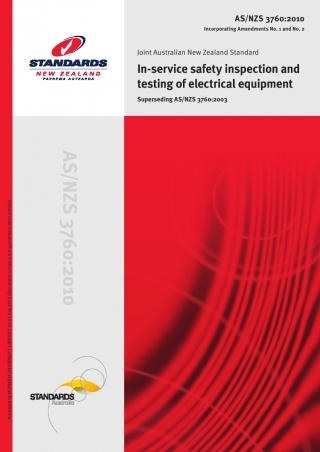 AS/NZS 3760:2010
Incorporating Amendments No. 1 and No. 2
STANDARDS
NEW ZEALAND
PAEREWA AOTEAROA
Joint Australian New Zealand Standard
In-service safety inspection and
testing of electrical equipment
Superseding AS/NZS 3760:2003
AS/NZS 3760:2010
STANDARDS
Australia